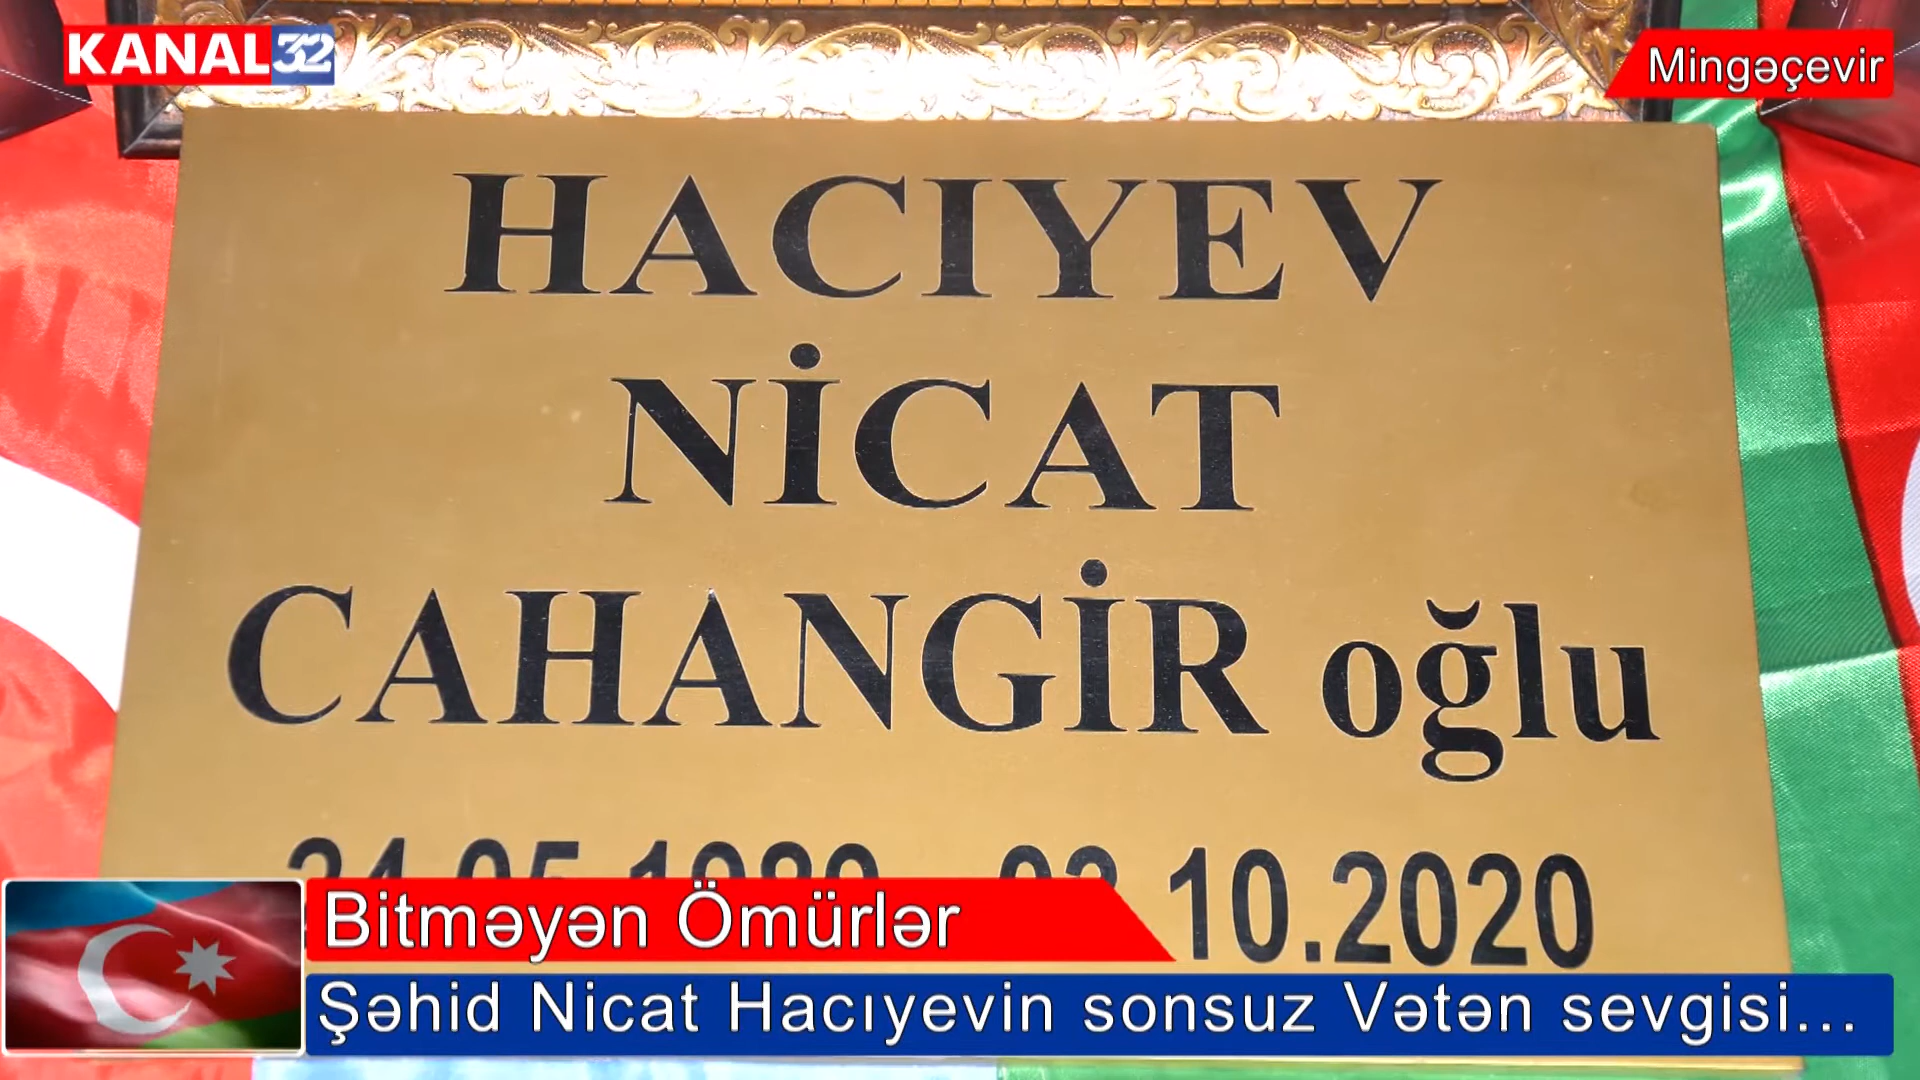 KANAL32
Mingəçevir
HACIYEV
NİCAT
CAHANGİR oğlu
.10.2020
Bitməyən Ömürlər
Şəhid Nicat Hacıyevin sonsuz Vətən sevgisi...